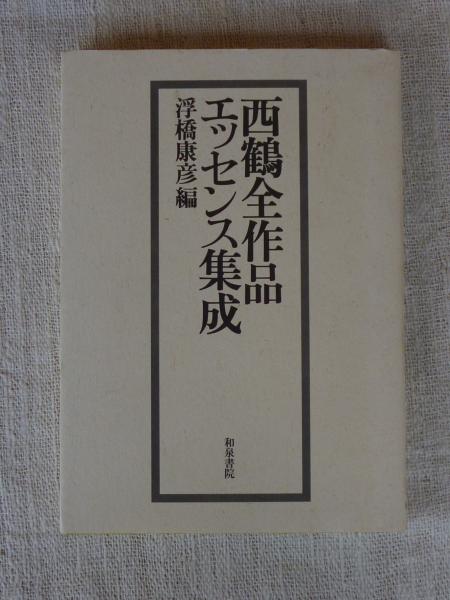 西鶴全作品
エッセンス集成
浮橋康彦編
和泉書院